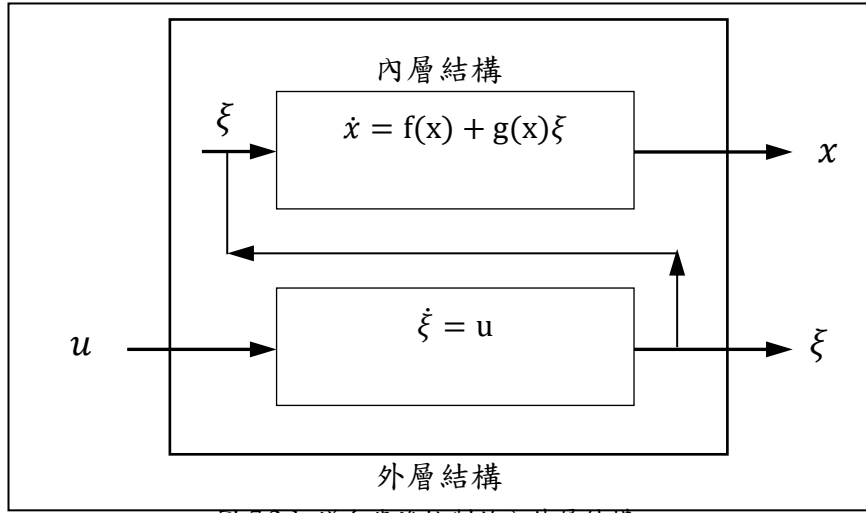 內層結構
ξ
ẋ = f(x) + g(x)ξ
x
u
ξ̇ = u
ξ
外層結構